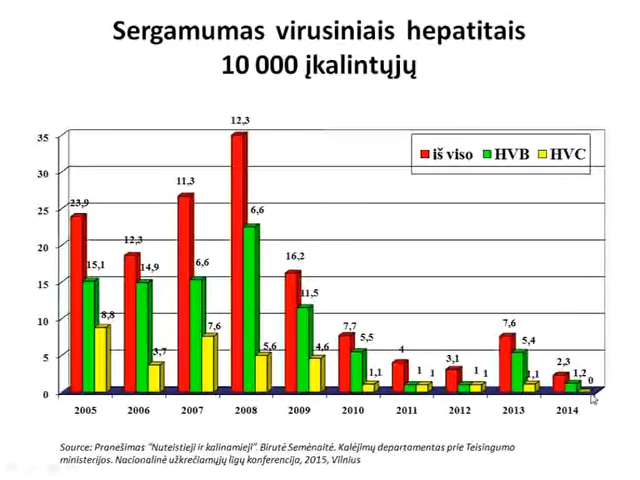 Sergamumas virusiniais hepatitais
10 000 įkalintųjų
iš viso HVB HVC
35
30
25
20
15
10
5
0
23,9 15,1 8,8
12,3 14,9 3,7
11,3 6,6 7,6
12,3 6,6 5,6
16,2 11,5 4,6
7,7 5,5 1,1
4 1 1
3,1 1 1
7,6 5,4 1,1
2,3 1,2 0
2005 2006 2007 2008 2009 2010 2011 2012 2013 2014
Source: Pranešimas "Nuteistieji ir kalinamieji". Birutė Semėnaitė. Kalėjimų departamentas prie Teisingumo
ministerijos. Nacionalinė užkrečiamųjų ligų konferencija, 2015, Vilnius